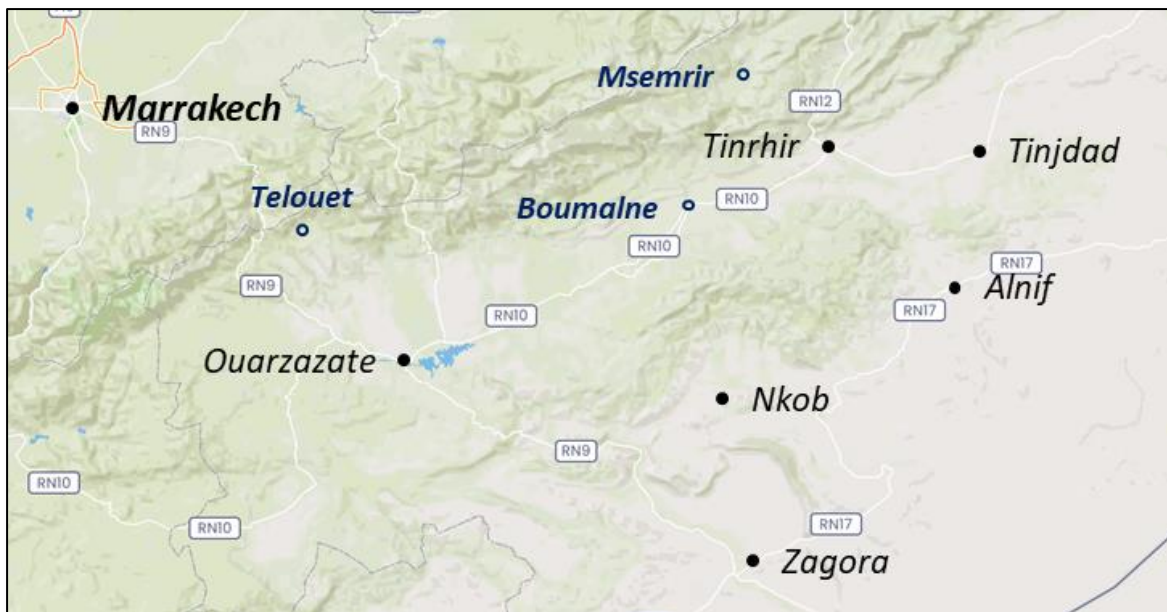 Msemrir
RN12
Marrakech
RN9
Tinrhir
Tinjdad
Telouet
Boumalne
RN10
RN10
RN17
RN9
Alnif
RN10
RN17
Ouarzazate
Nkob
RN9
RN10
RN10
RN17
Zagora